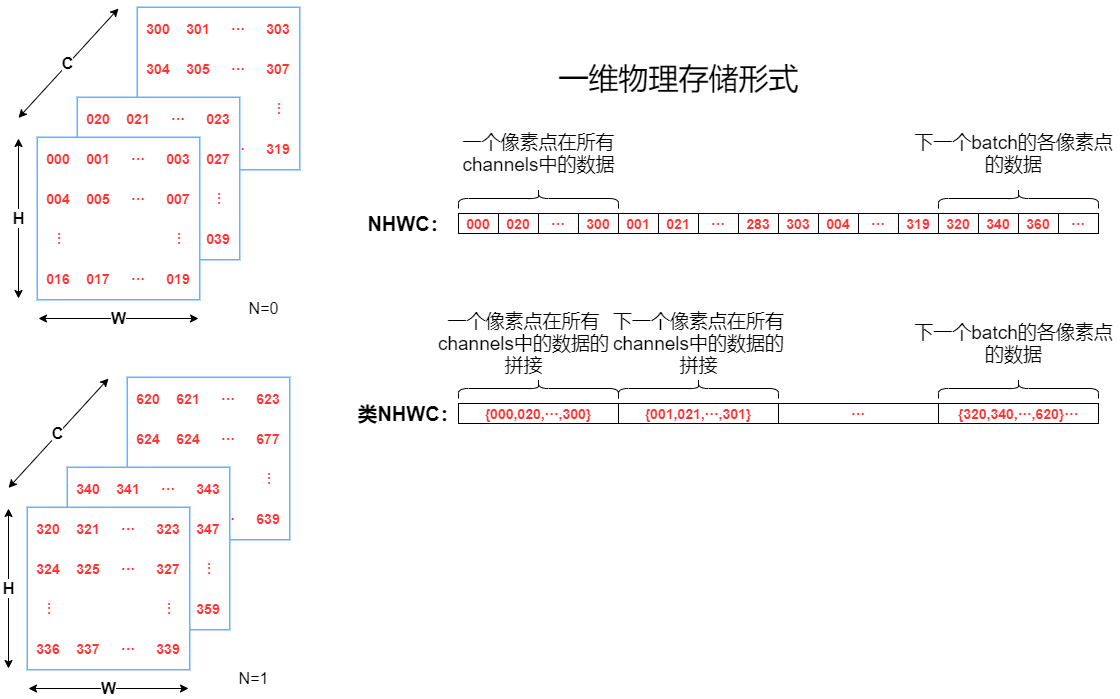 300 301 ··· 303
304 305 ··· 307
⋮
· 319
C
020 021 ··· 023
027
⋮
039
000 001 ··· 003
004 005 ··· 007
⋮ ⋮
016 017 ··· 019
H
W
N=0
620 621 ··· 623
624 624 ··· 677
⋮
· 639
C
340 341 ··· 343
347
⋮
359
320 321 ··· 323
324 325 ··· 327
⋮ ⋮
336 337 ··· 339
H
W
N=1
一维物理存储形式
一个像素点在所有
channels中的数据
下一个batch的各像素点
的数据
NHWC: 000 020 ··· 300 001 021 ··· 283 303 004 ··· 319 320 340 360 ···
一个像素点在所有
channels中的数据的
拼接
下一个像素点在所有
channels中的数据的
拼接
下一个batch的各像素点
的数据
类NHWC: {000,020,···,300} {001,021,···,301} ··· {320,340,···,620}···